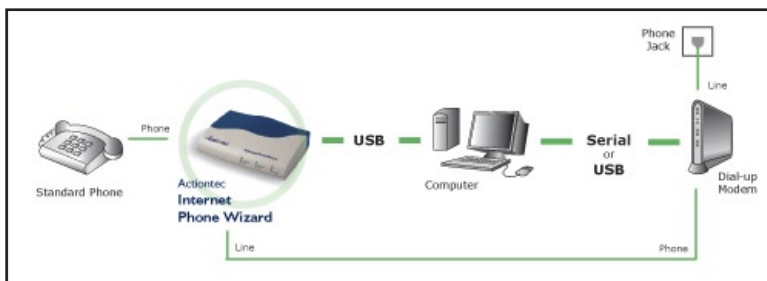 Phone
Jack
Line
Phone
Standard Phone
Actiontec
Internet
Phone Wizard
USB
Computer
Serial
or
USB
Dial-up
Modem
Line
Phone